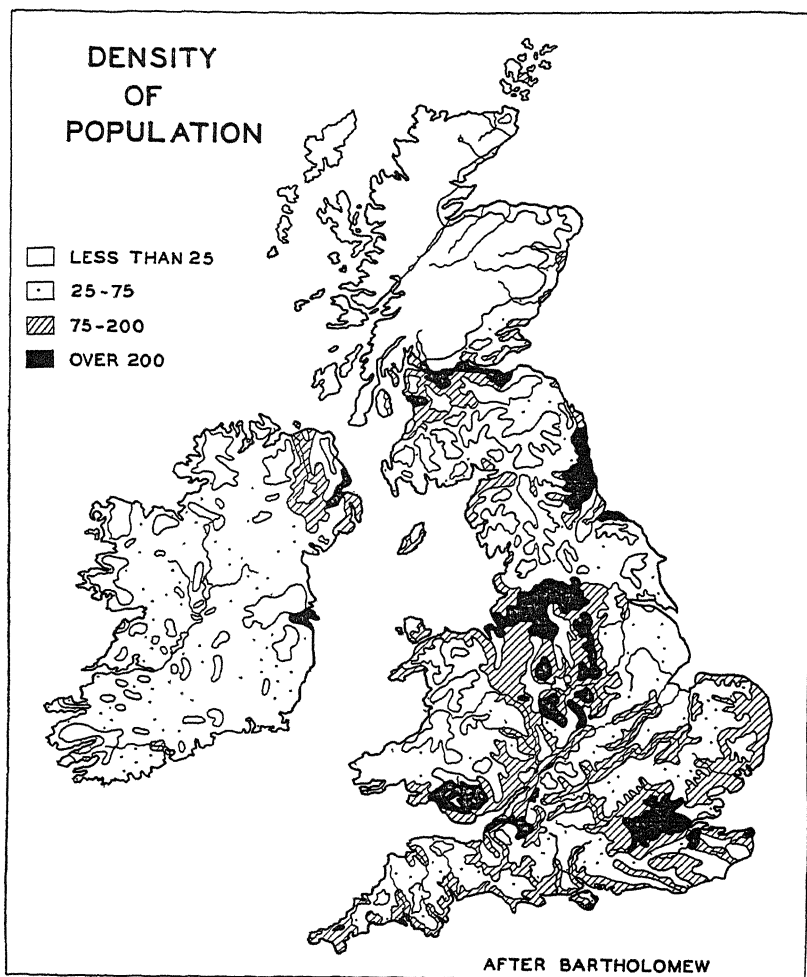 DENSITY
OF
POPULATION
LESS THAN 25
25-75
75-200
OVER 200
AFTER BARTHOLOMEW